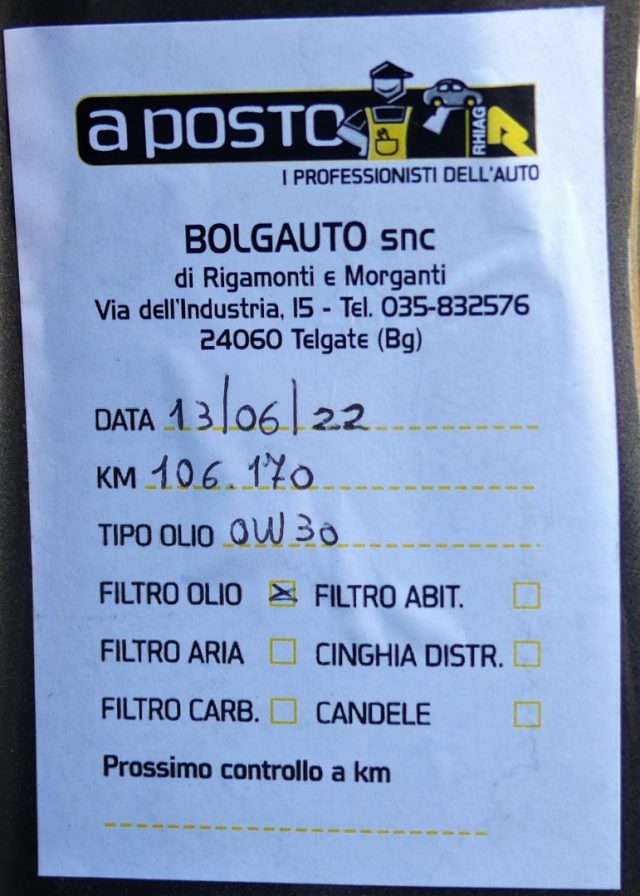 a posto
RHIAG
I PROFESSIONISTI DELL'AUTO
BOLGAUTO snc
di Rigamonti e Morganti
Via dell'Industria, 15 - Tel. 035-832576
24060 Telgate (Bg)
DATA 13/06/22
KM 106.170
TIPO OLIO 0W30
FILTRO OLIO FILTRO ABIT.
FILTRO ARIA CINGHIA DISTR.
FILTRO CARB. CANDELE
Prossimo controllo a km